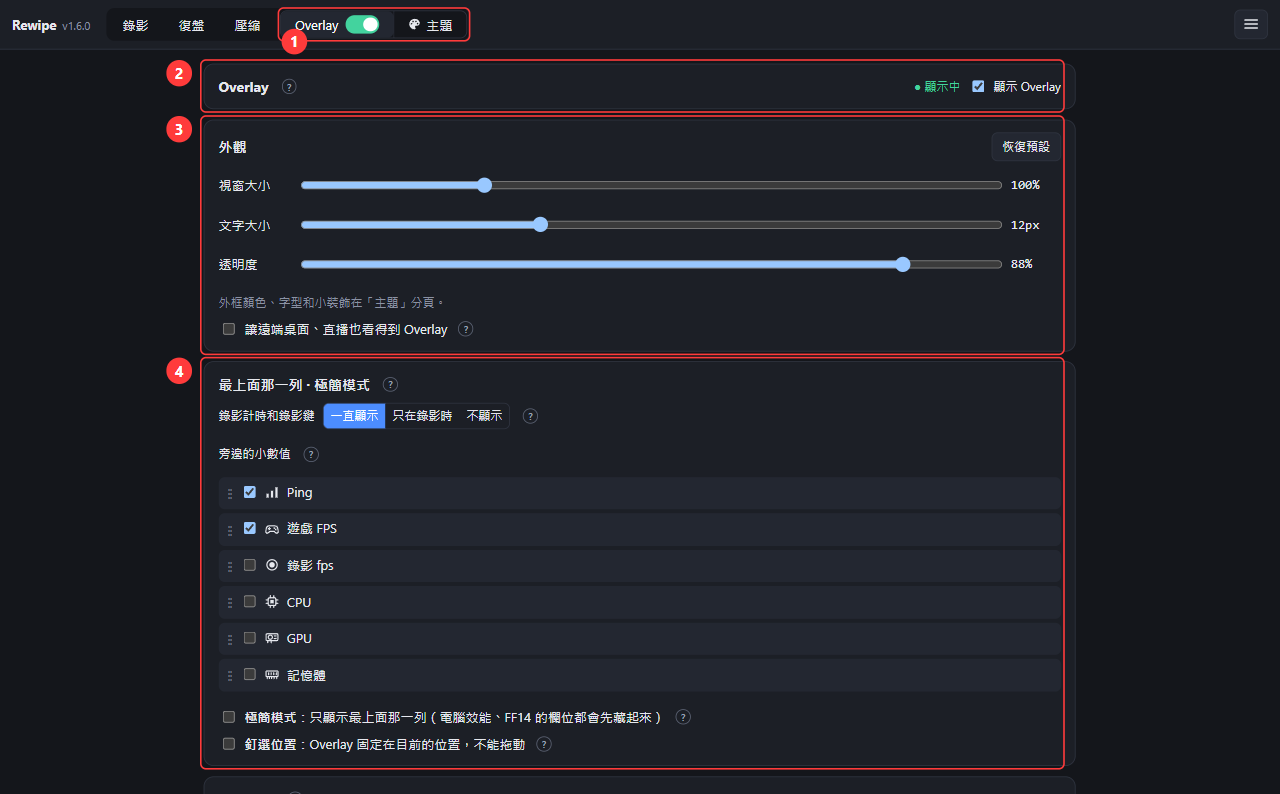 Rewipe v1.6.0 錄影 復盤 壓縮 Overlay 主題
1
2
Overlay ? 顯示中 顯示 Overlay
3
外觀 恢復預設
視窗大小 100%
文字大小 12px
透明度 88%
外框顏色、字型和小裝飾在「主題」分頁。
讓遠端桌面、直播也看得到 Overlay ?
4
最上面那一列 · 極簡模式 ?
錄影計時和錄影鍵 一直顯示 只在錄影時 不顯示 ?
旁邊的小數值 ?
Ping
遊戲 FPS
錄影 fps
CPU
GPU
記憶體
極簡模式：只顯示最上面那一列（電腦效能、FF14 的欄位都會先藏起來） ?
釘選位置：Overlay 固定在目前的位置，不能拖動 ?